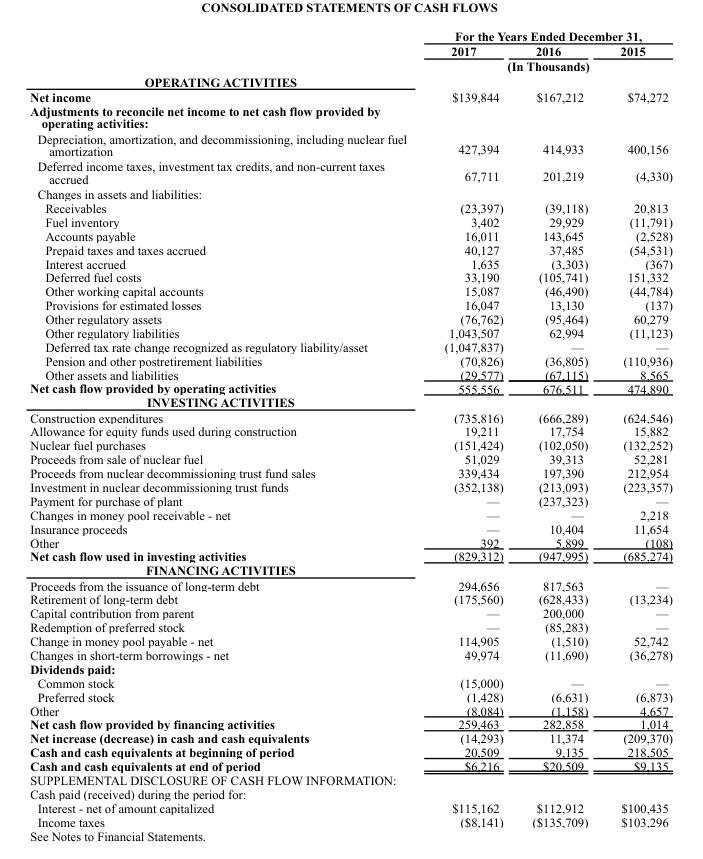 CONSOLIDATED STATEMENTS OF CASH FLOWS
For the Years Ended December 31,
2017 2016 2015
(In Thousands)
OPERATING ACTIVITIES
Net income $139,844 $167,212 $74,272
Adjustments to reconcile net income to net cash flow provided by
operating activities:
Depreciation, amortization, and decommissioning, including nuclear fuel
amortization 427,394 414,933 400,156
Deferred income taxes, investment tax credits, and non-current taxes
accrued 67,711 201,219 (4,330)
Changes in assets and liabilities:
Receivables (23,397) (39,118) 20,813
Fuel inventory 3,402 29,929 (11,791)
Accounts payable 16,011 143,645 (2,528)
Prepaid taxes and taxes accrued 40,127 37,485 (54,531)
Interest accrued 1,635 (3,303) (367)
Deferred fuel costs 33,190 (105,741) 151,332
Other working capital accounts 15,087 (46,490) (44,784)
Provisions for estimated losses 16,047 13,130 (137)
Other regulatory assets (76,762) (95,464) 60,279
Other regulatory liabilities 1,043,507 62,994 (11,123)
Deferred tax rate change recognized as regulatory liability/asset (1,047,837) — —
Pension and other postretirement liabilities (70,826) (36,805) (110,936)
Other assets and liabilities (29,577) (67,115) 8,565
Net cash flow provided by operating activities 555,556 676,511 474,890
INVESTING ACTIVITIES
Construction expenditures (735,816) (666,289) (624,546)
Allowance for equity funds used during construction 19,211 17,754 15,882
Nuclear fuel purchases (151,424) (102,050) (132,252)
Proceeds from sale of nuclear fuel 51,029 39,313 52,281
Proceeds from nuclear decommissioning trust fund sales 339,434 197,390 212,954
Investment in nuclear decommissioning trust funds (352,138) (213,093) (223,357)
Payment for purchase of plant — (237,323) —
Changes in money pool receivable - net — — 2,218
Insurance proceeds — 10,404 11,654
Other 392 5,899 (108)
Net cash flow used in investing activities (829,312) (947,995) (685,274)
FINANCING ACTIVITIES
Proceeds from the issuance of long-term debt 294,656 817,563 —
Retirement of long-term debt (175,560) (628,433) (13,234)
Capital contribution from parent — 200,000 —
Redemption of preferred stock — (85,283) —
Change in money pool payable - net 114,905 (1,510) 52,742
Changes in short-term borrowings - net 49,974 (11,690) (36,278)
Dividends paid:
Common stock (15,000) — —
Preferred stock (1,428) (6,631) (6,873)
Other (8,084) (1,158) 4,657
Net cash flow provided by financing activities 259,463 282,858 1,014
Net increase (decrease) in cash and cash equivalents (14,293) 11,374 (209,370)
Cash and cash equivalents at beginning of period 20,509 9,135 218,505
Cash and cash equivalents at end of period $6,216 $20,509 $9,135
SUPPLEMENTAL DISCLOSURE OF CASH FLOW INFORMATION:
Cash paid (received) during the period for:
Interest - net of amount capitalized $115,162 $112,912 $100,435
Income taxes ($8,141) ($135,709) $103,296
See Notes to Financial Statements.